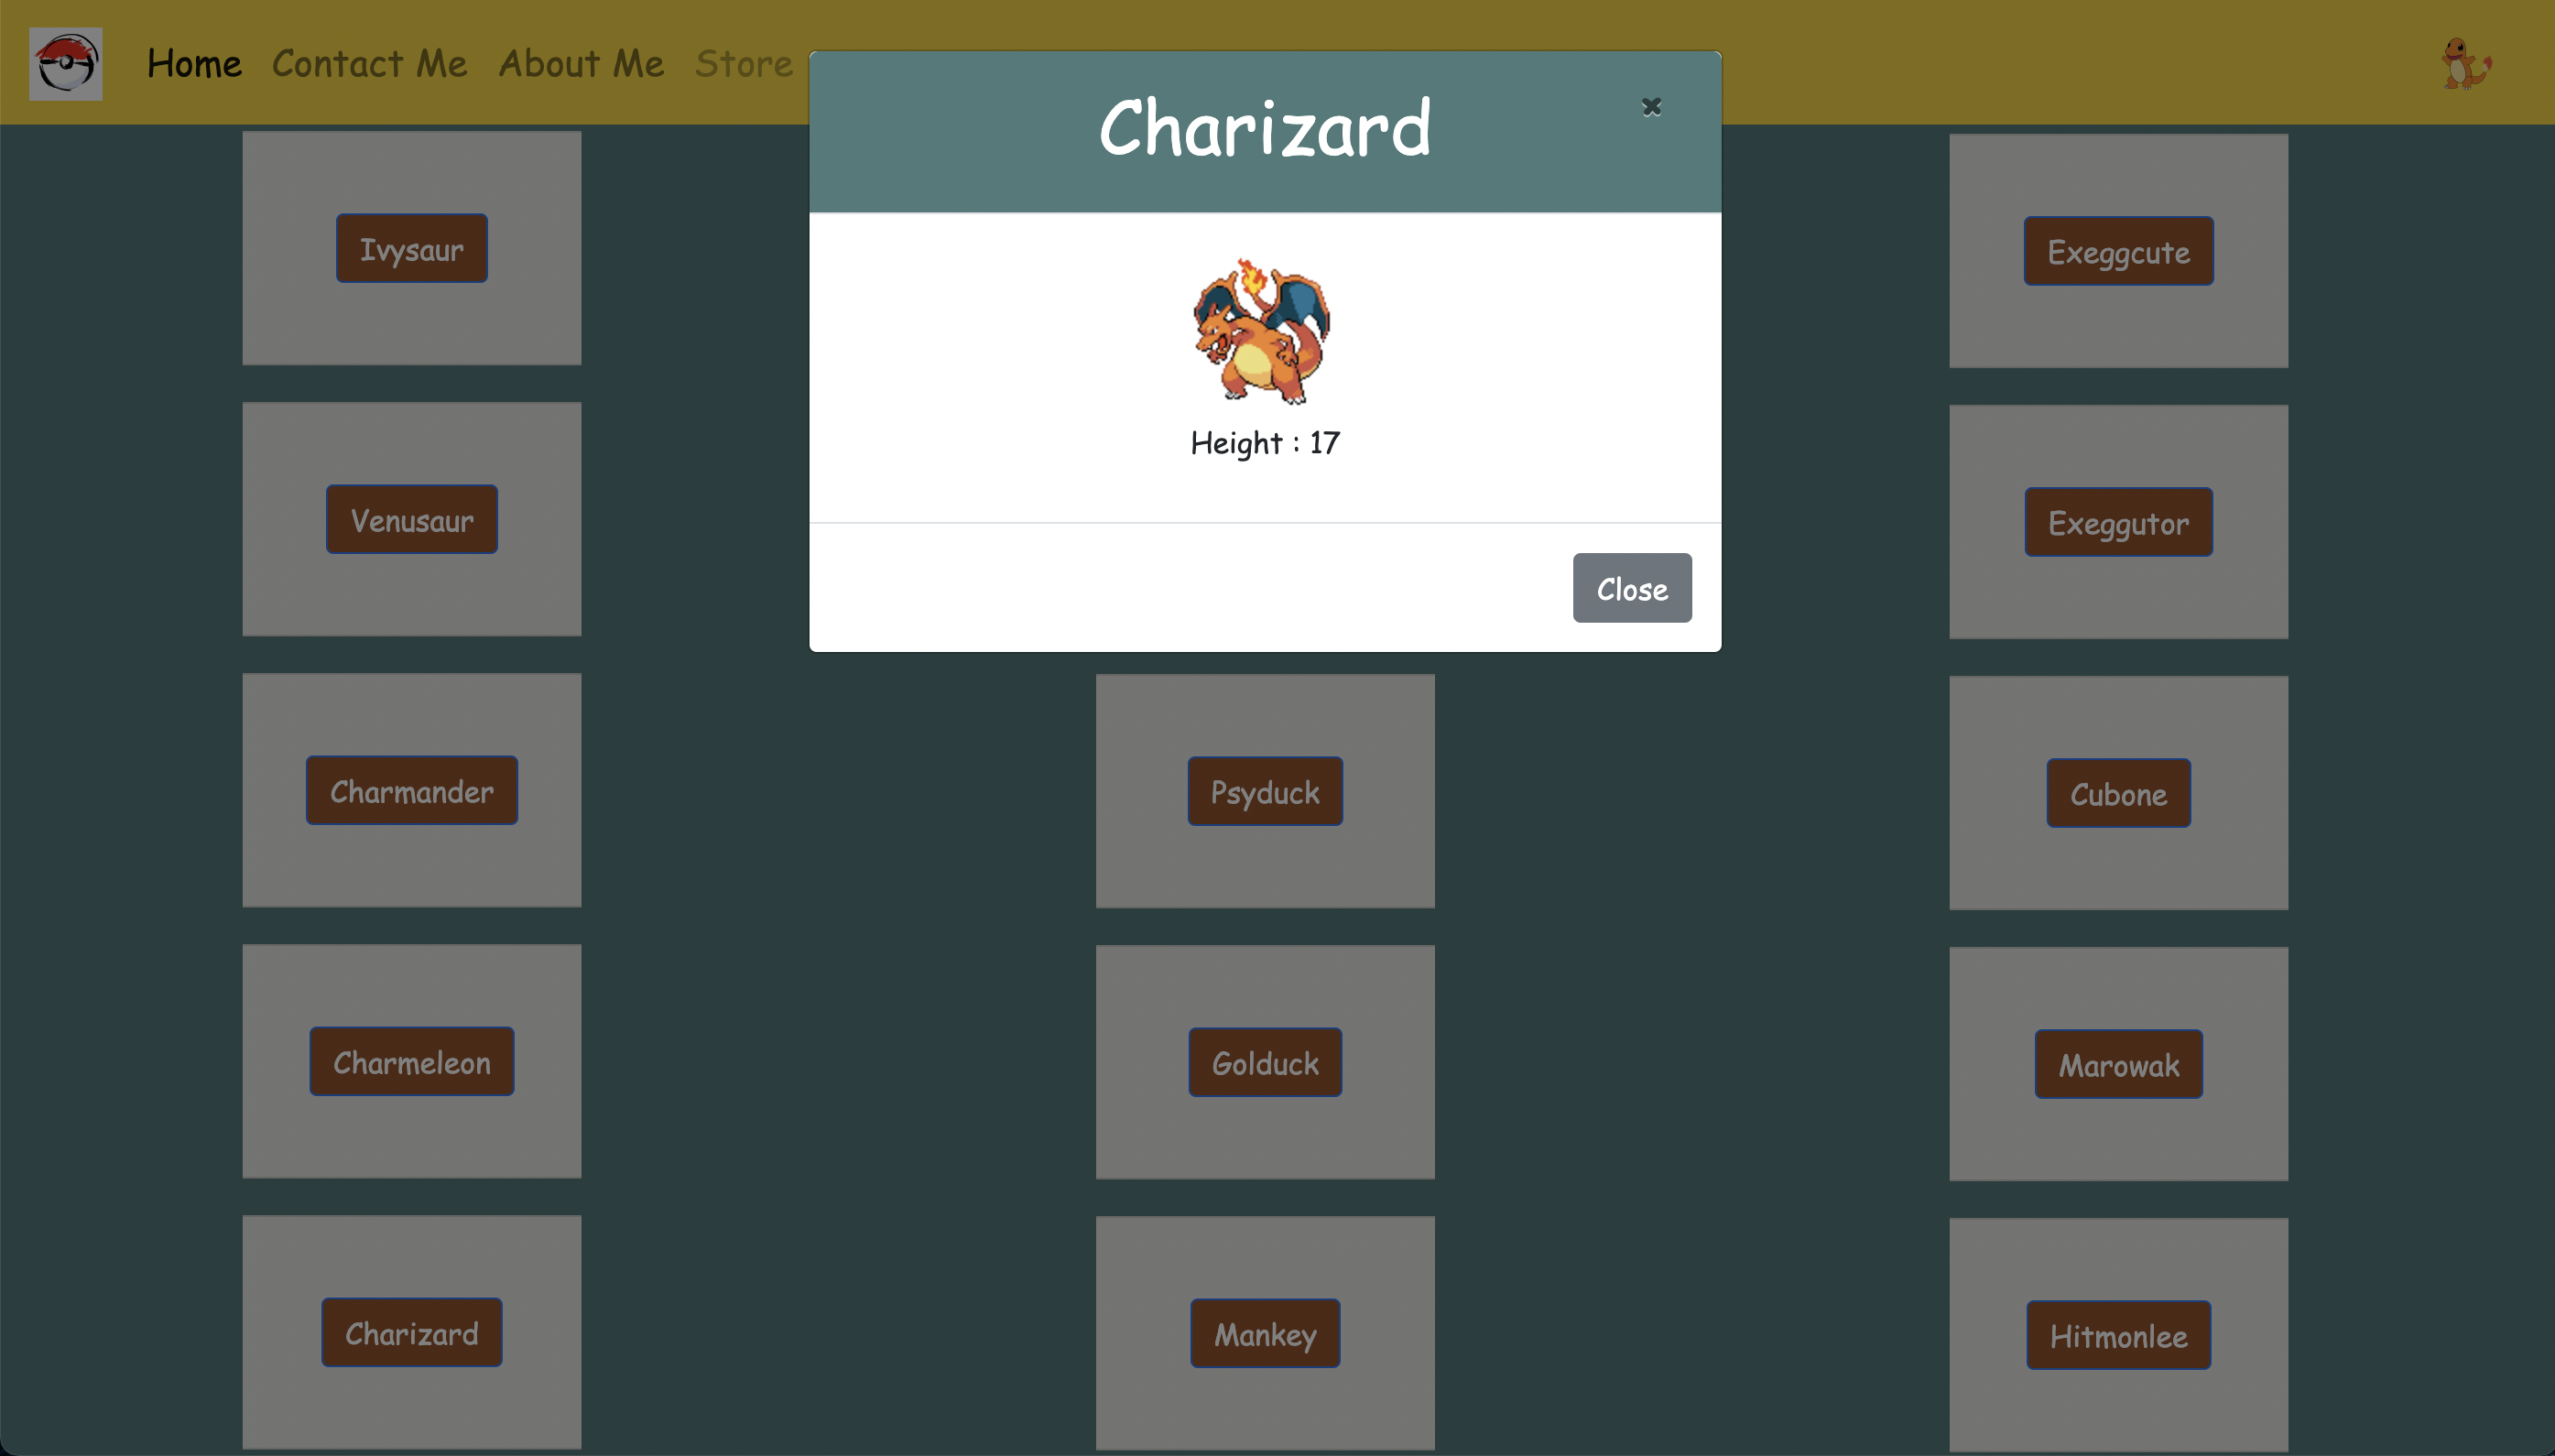 Home Contact Me About Me Store
Charizard
×
Height : 17
Close
Ivysaur
Venusaur
Charmander
Charmeleon
Charizard
Psyduck
Golduck
Mankey
Exeggcute
Exeggutor
Cubone
Marowak
Hitmonlee